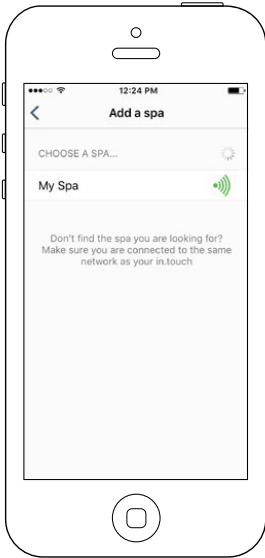 12:24 PM
Add a spa
CHOOSE A SPA...
My Spa
Don't find the spa you are looking for?
Make sure you are connected to the same
network as your in.touch